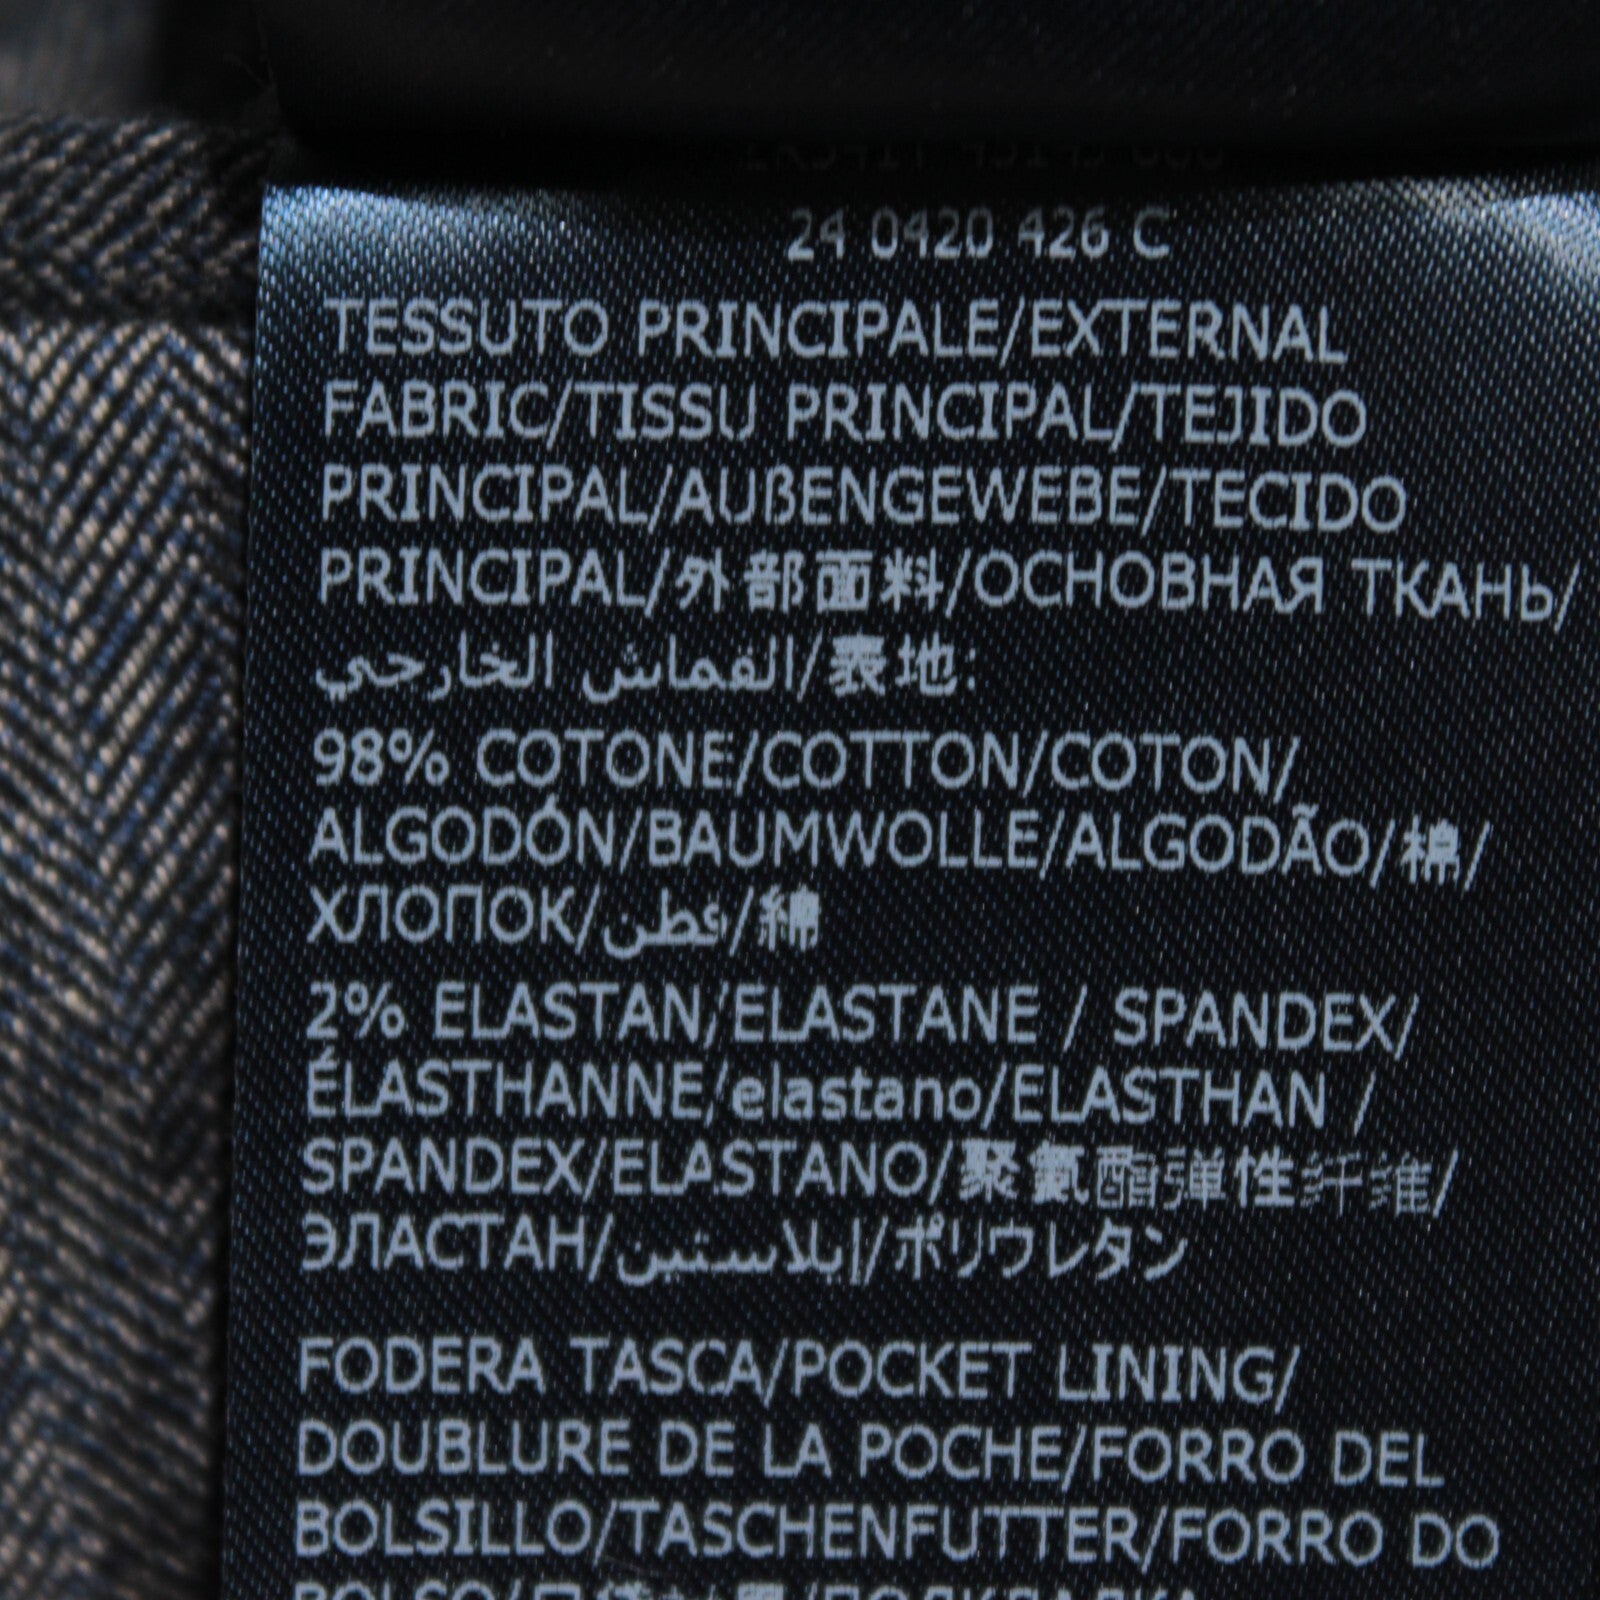 24 0420 426 C
TESSUTO PRINCIPALE/EXTERNAL
FABRIC/TISSU PRINCIPAL/TEJIDO
PRINCIPAL/AUßENGEWEBE/TECIDO
PRINCIPAL/外部面料/ОСНОВНАЯ ТКАНЬ/
القماش الخارجي/表地:
98% COTONE/COTTON/COTON/
ALGODÓN/BAUMWOLLE/ALGODÃO/棉/
ХЛОПОК/قطن/綿
2% ELASTAN/ELASTANE / SPANDEX/
ÉLASTHANNE/elastano/ELASTHAN /
SPANDEX/ELASTANO/聚氨酯弹性纤维/
ЭЛАСТАН/إيلاستين/ポリウレタン
FODERA TASCA/POCKET LINING/
DOUBLURE DE LA POCHE/FORRO DEL
BOLSILLO/TASCHENFUTTER/FORRO DO